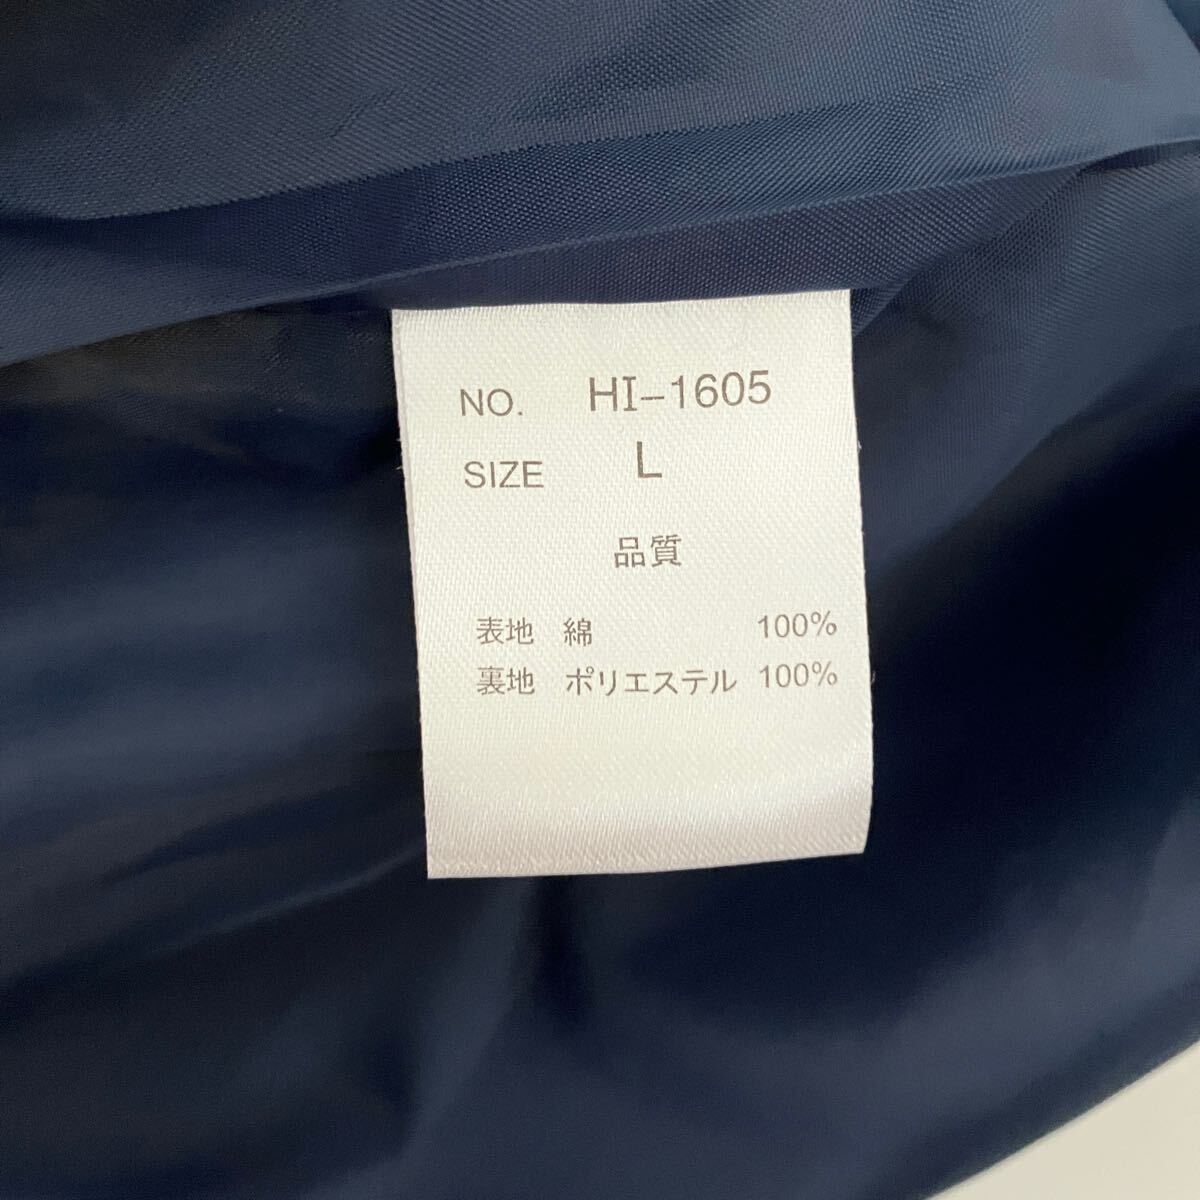 NO. HI-1605
SIZE L
品質
表地 綿 100%
裏地 ポリエステル 100%